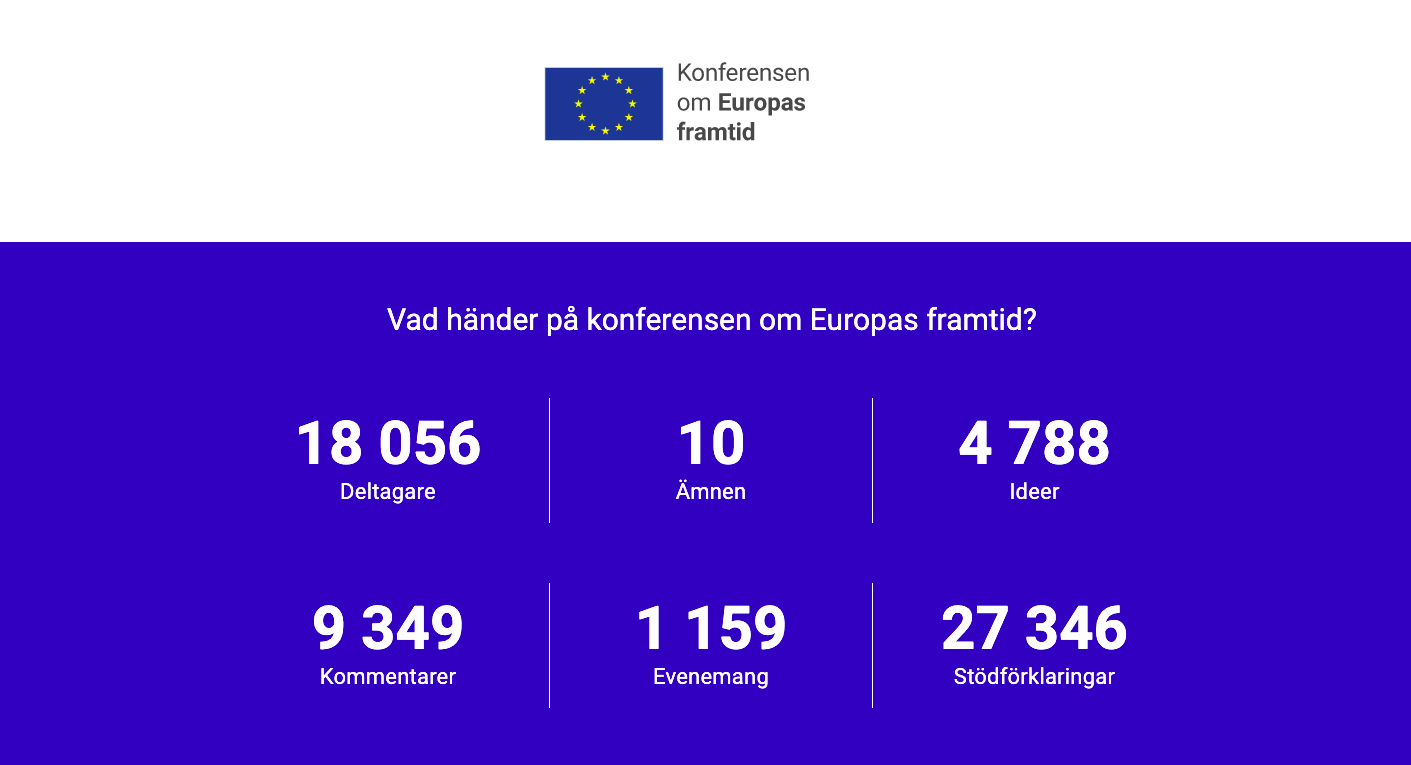 Konferensen
om Europas
framtid
Vad händer på konferensen om Europas framtid?
18 056
Deltagare
10
Ämnen
4 788
Ideer
9 349
Kommentarer
1 159
Evenemang
27 346
Stödförklaringar